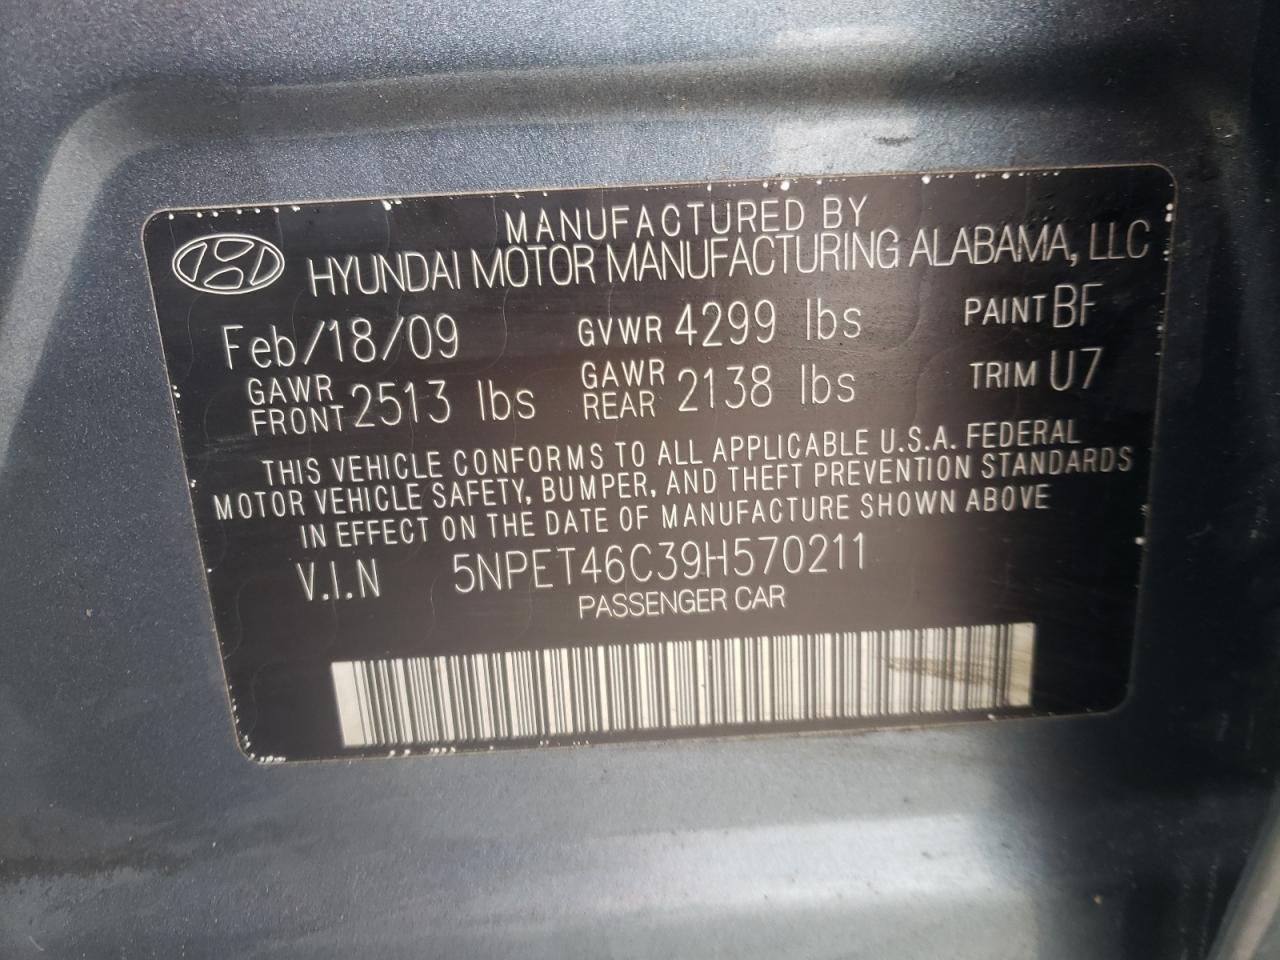 MANUFACTURED BY
HYUNDAI MOTOR MANUFACTURING ALABAMA, LLC
Feb/18/09 GVWR 4299 lbs PAINT BF
GAWR FRONT 2513 lbs GAWR REAR 2138 lbs TRIM U7
THIS VEHICLE CONFORMS TO ALL APPLICABLE U.S.A. FEDERAL
MOTOR VEHICLE SAFETY, BUMPER, AND THEFT PREVENTION STANDARDS
IN EFFECT ON THE DATE OF MANUFACTURE SHOWN ABOVE
V.I.N 5NPET46C39H570211
PASSENGER CAR